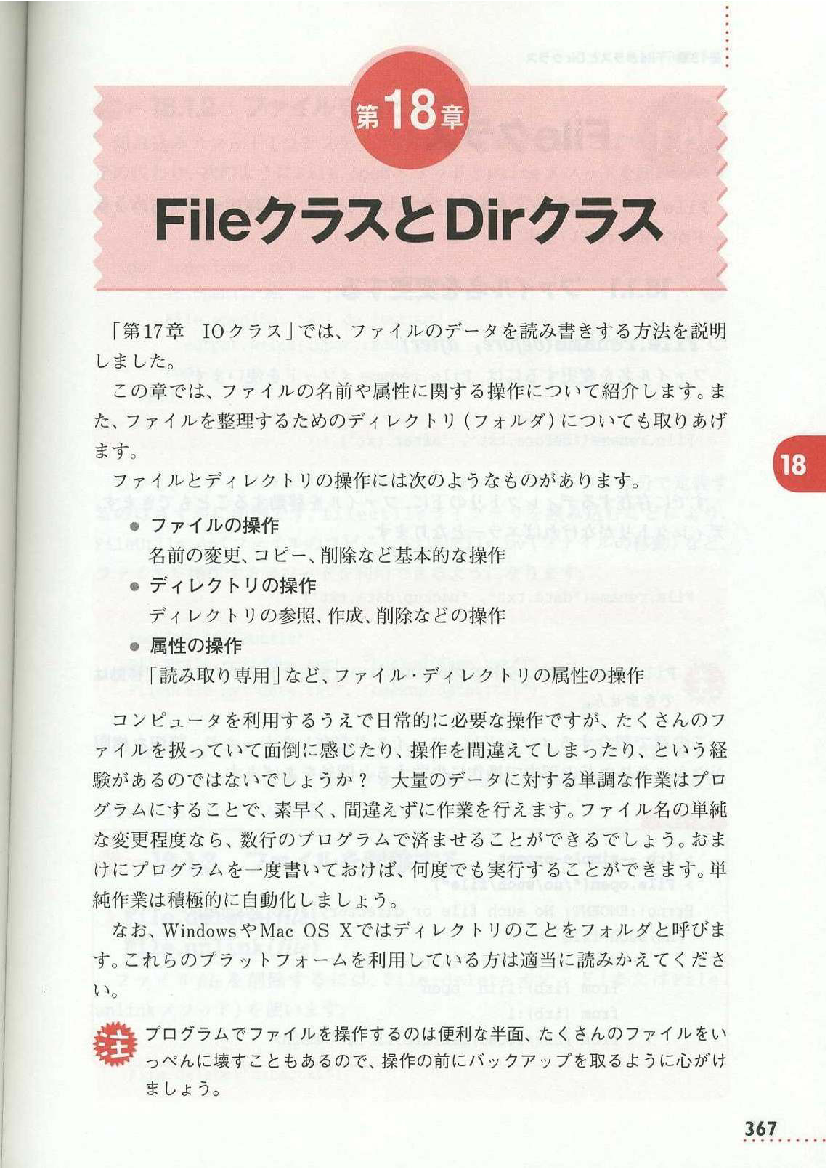 第18章
FileクラスとDirクラス
「第17章　IOクラス」では、ファイルのデータを読み書きする方法を説明
しました。
この章では、ファイルの名前や属性に関する操作について紹介します。ま
た、ファイルを整理するためのディレクトリ（フォルダ）についても取りあげ
ます。
ファイルとディレクトリの操作には次のようなものがあります。
18
● ファイルの操作
名前の変更、コピー、削除など基本的な操作
● ディレクトリの操作
ディレクトリの参照、作成、削除などの操作
● 属性の操作
「読み取り専用」など、ファイル・ディレクトリの属性の操作
コンピュータを利用するうえで日常的に必要な操作ですが、たくさんのフ
ァイルを扱っていて面倒に感じたり、操作を間違えてしまったり、という経
験があるのではないでしょうか？　大量のデータに対する単調な作業はプロ
グラムにすることで、素早く、間違えずに作業を行えます。ファイル名の単純
な変更程度なら、数行のプログラムで済ませることができるでしょう。おま
けにプログラムを一度書いておけば、何度でも実行することができます。単
純作業は積極的に自動化しましょう。
なお、WindowsやMac OS Xではディレクトリのことをフォルダと呼びま
す。これらのプラットフォームを利用している方は適当に読みかえてくださ
い。
注 プログラムでファイルを操作するのは便利な半面、たくさんのファイルをい
っぺんに壊すこともあるので、操作の前にバックアップを取るように心がけ
ましょう。
367